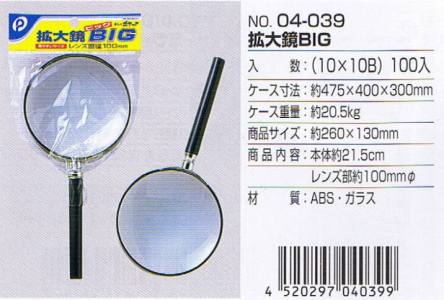 P
ビッグ
拡大鏡BIG
レンズ直径100mm
NO. 04-039
拡大鏡BIG
入 数:(10×10B) 100入
ケース寸法:約475×400×300mm
ケース重量:約20.5kg
商品サイズ:約260×130mm
商品内容:本体約21.5cm
レンズ部約100mmφ
材 質:ABS・ガラス
4 520297 040399